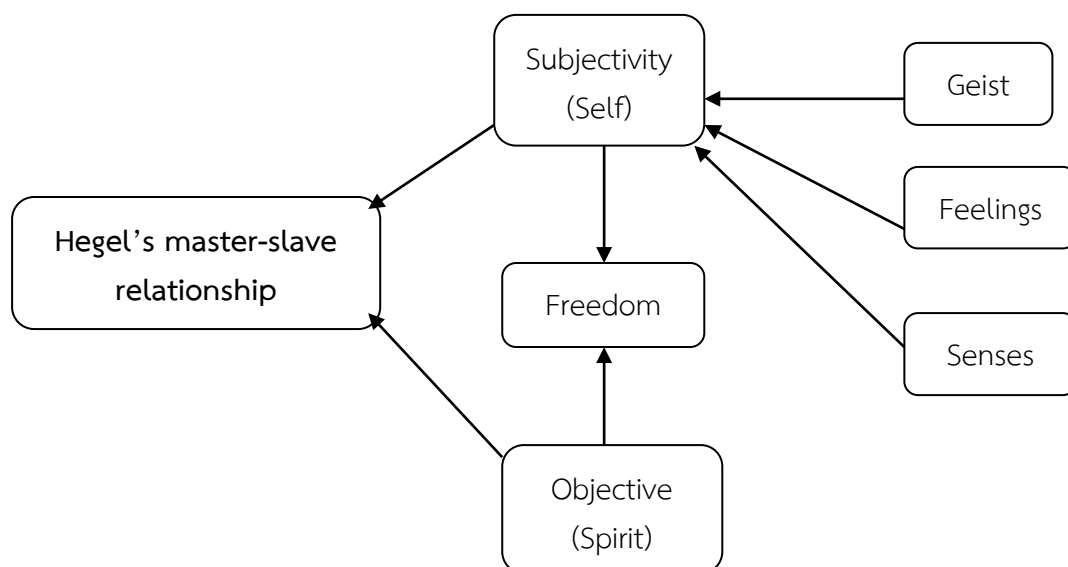 Subjectivity
(Self)
Geist
Feelings
Hegel’s master-slave
relationship
Freedom
Senses
Objective
(Spirit)